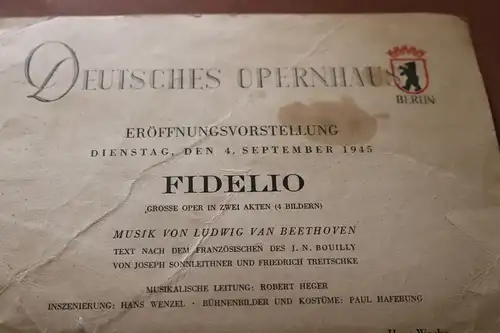 DEUTSCHES OPERNHAUS
BERLIN
ERÖFFNUNGSVORSTELLUNG
DIENSTAG, DEN 4. SEPTEMBER 1945
FIDELIO
GROSSE OPER IN ZWEI AKTEN (4 BILDERN)
MUSIK VON LUDWIG VAN BEETHOVEN
TEXT NACH DEM FRANZÖSISCHEN DES J. N. BOUILLY
VON JOSEPH SONNLEITHNER UND FRIEDRICH TREITSCHKE
MUSIKALISCHE LEITUNG: ROBERT HEGER
INSZENIERUNG: HANS WENZEL · BÜHNENBILDER UND KOSTÜME: PAUL HAFERUNG